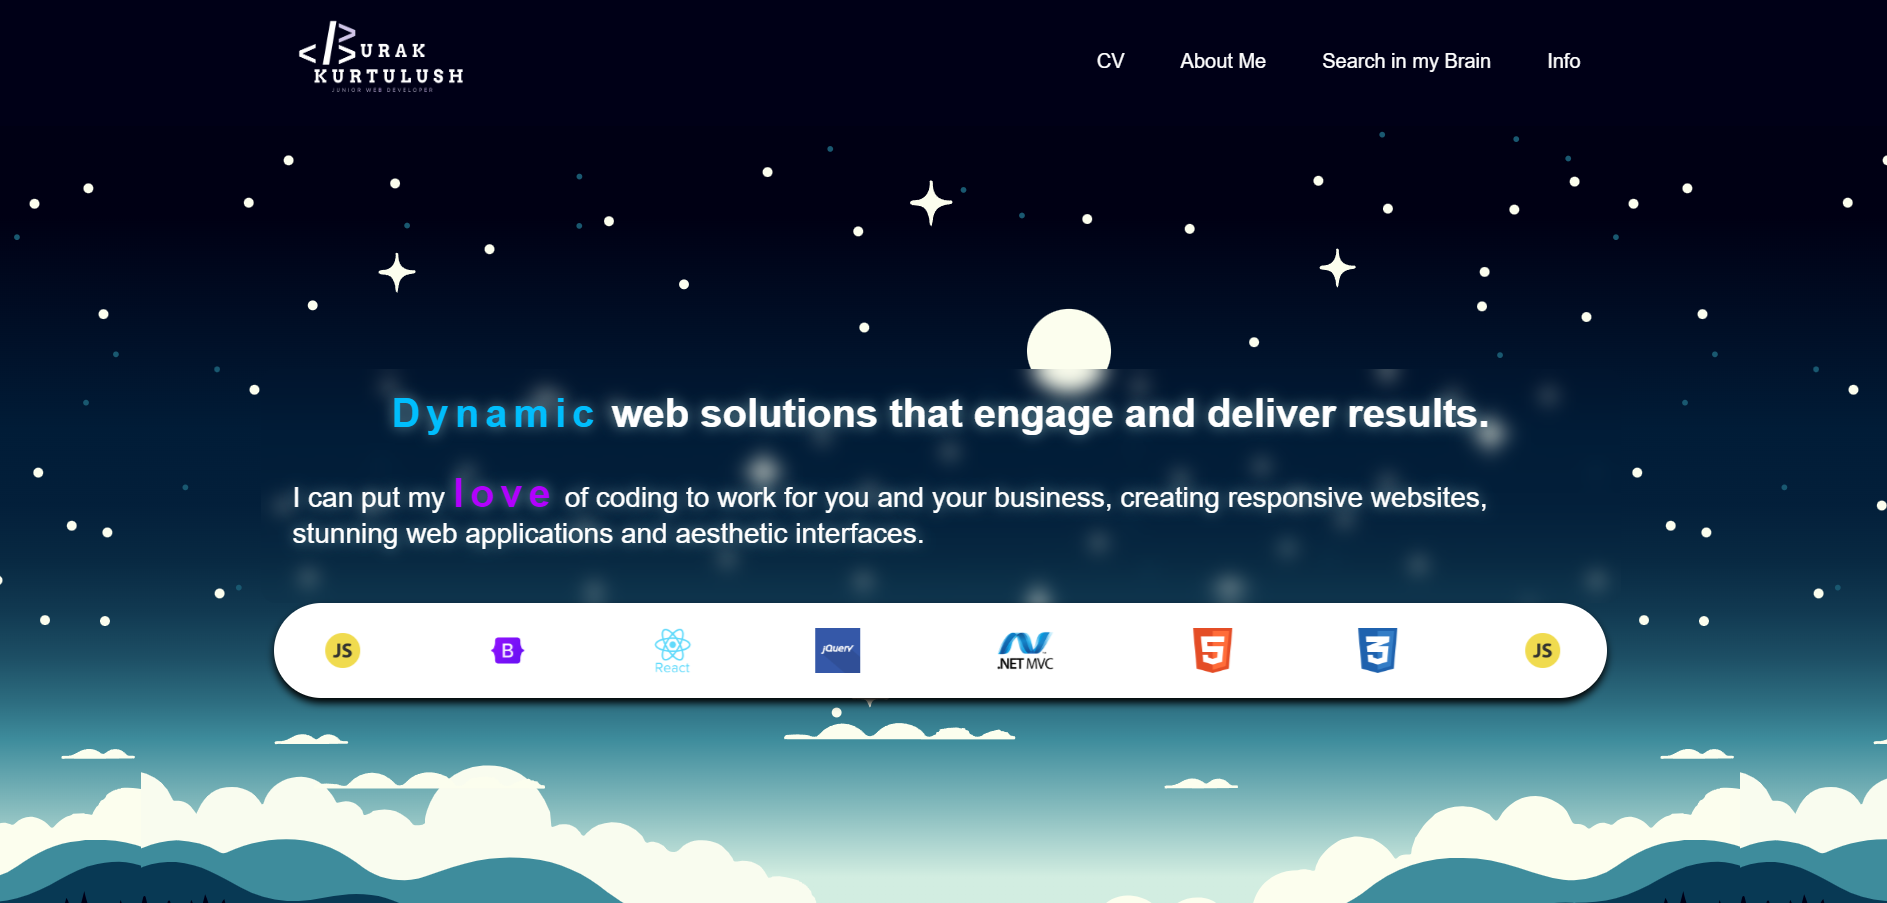 BURAK
KURTULUSH
JUNIOR WEB DEVELOPER
CV
About Me
Search in my Brain
Info
Dynamic web solutions that engage and deliver results.
I can put my love of coding to work for you and your business, creating responsive websites,
stunning web applications and aesthetic interfaces.
JS
B
React
jQuery
.NET MVC
5
3
JS